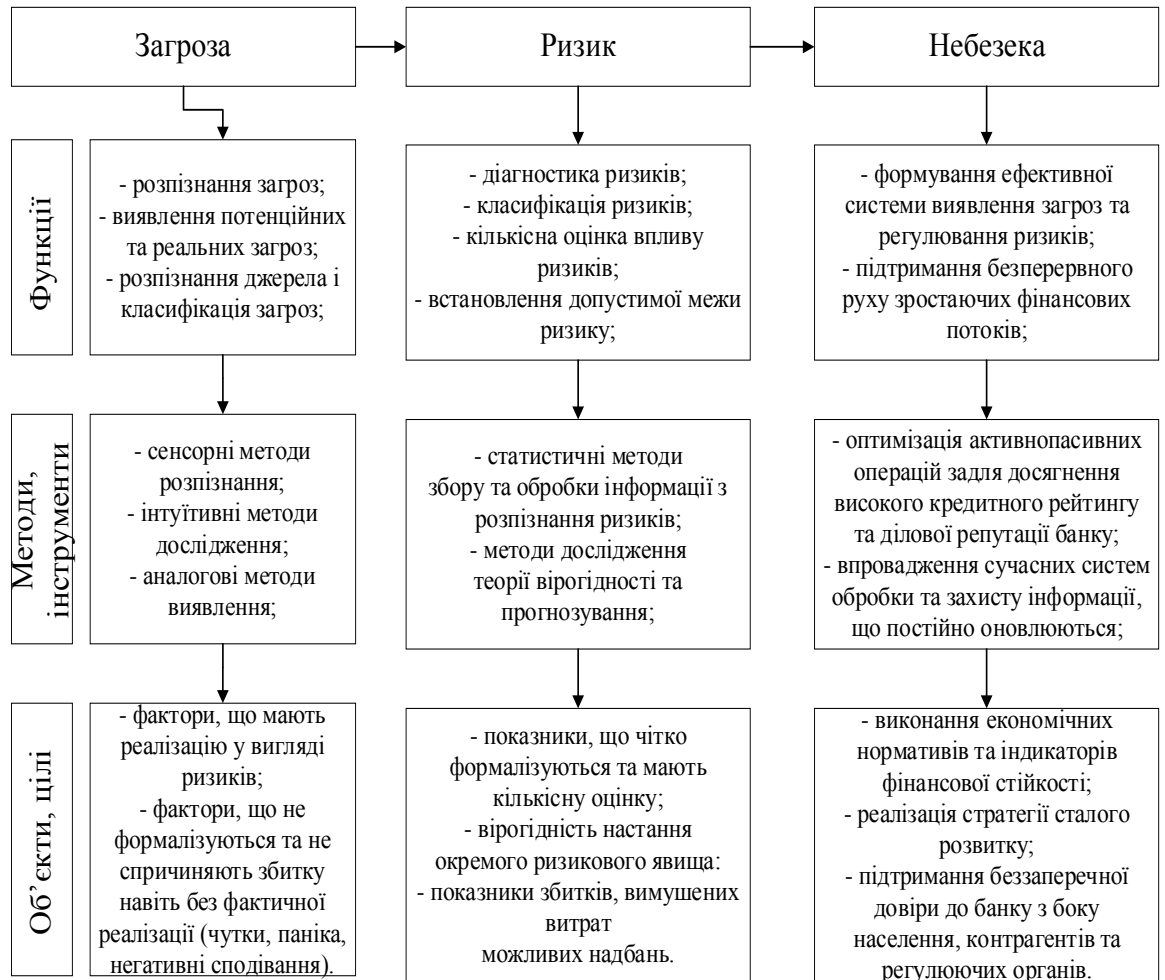 Загроза
Ризик
Небезека
Функції
- розпізнання загроз;
- виявлення потенційних
та реальних загроз;
- розпізнання джерела і
класифікація загроз;
- діагностика ризиків;
- класифікація ризиків;
- кількісна оцінка впливу
ризиків;
- встановлення допустимої межи
ризику;
- формування ефективної
системи виявлення загроз та
регулювання ризиків;
- підтримання безперервного
руху зростаючих фінансових
потоків;
Методи,
інструменти
- сенсорні методи
розпізнання;
- інтуїтивні методи
дослідження;
- аналогові методи
виявлення;
- статистичні методи
збору та обробки інформації з
розпізнання ризиків;
- методи дослідження
теорії вірогідності та
прогнозування;
- оптимізація активнопасивних
операцій задля досягнення
високого кредитного рейтингу
та ділової репутації банку;
- впровадження сучасних систем
обробки та захисту інформації,
що постійно оновлюються;
Об’єкти, цілі
- фактори, що мають
реалізацію у вигляді
ризиків;
- фактори, що не
формалізуються та не
спричиняють збитку
навіть без фактичної
реалізації (чутки, паніка,
негативні сподівання).
- показники, що чітко
формалізуються та мають
кількісну оцінку;
- вірогідність настання
окремого ризикового явища:
- показники збитків, вимушених
витрат
можливих надбань.
- виконання економічних
нормативів та індикаторів
фінансової стійкості;
- реалізація стратегії сталого
розвитку;
- підтримання беззаперечної
довіри до банку з боку
населення, контрагентів та
регулюючих органів.